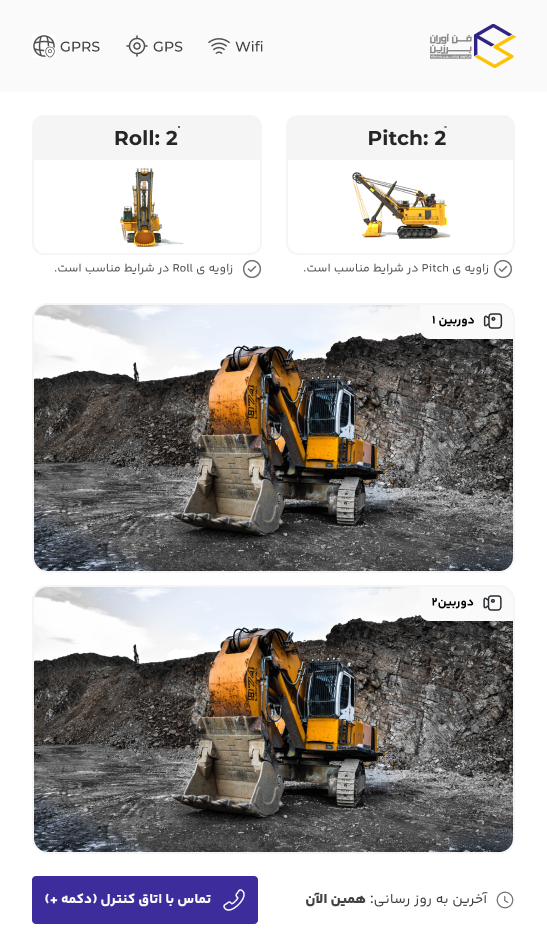 GPRS
GPS
Wifi
فن آوران
پرزین
Roll: 2°
Pitch: 2°
زاویه ی Roll در شرایط مناسب است.
زاویه ی Pitch در شرایط مناسب است.
دوربین ۱
دوربین۲
آخرین به روز رسانی: همین الآن
تماس با اتاق کنترل (دکمه +)